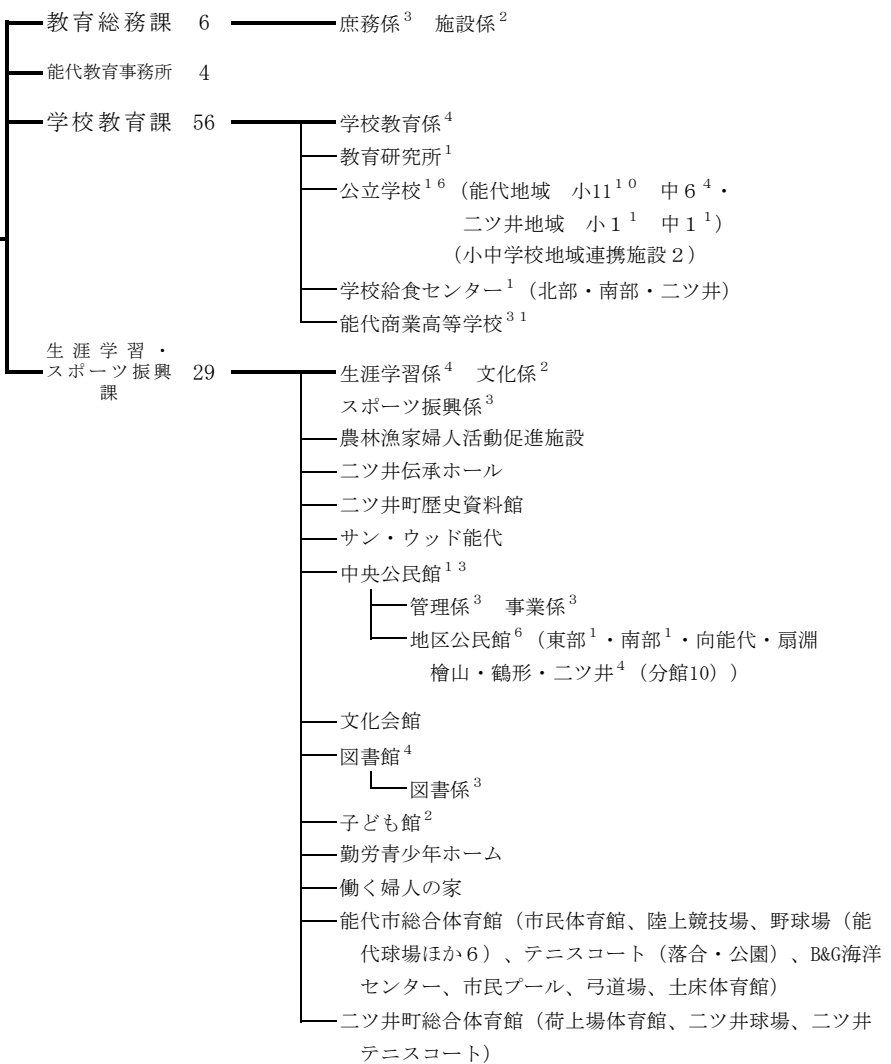 教育総務課 6 庶務係3 施設係2
能代教育事務所 4
学校教育課 56 学校教育係4
教育研究所1
公立学校16（能代地域 小11 10 中6 4・
二ツ井地域 小1 1 中1 1）
（小中学校地域連携施設2）
学校給食センター1（北部・南部・二ツ井）
能代商業高等学校31
生涯学習・
スポーツ振興
課
29 生涯学習係4 文化係2
スポーツ振興係3
農林漁家婦人活動促進施設
二ツ井伝承ホール
二ツ井町歴史資料館
サン・ウッド能代
中央公民館13
管理係3 事業係3
地区公民館6（東部1・南部1・向能代・扇淵
檜山・鶴形・二ツ井4（分館10））
文化会館
図書館4
図書係3
子ども館2
勤労青少年ホーム
働く婦人の家
能代市総合体育館（市民体育館、陸上競技場、野球場（能
代球場ほか6）、テニスコート（落合・公園）、B&G海洋
センター、市民プール、弓道場、土床体育館）
二ツ井町総合体育館（荷上場体育館、二ツ井球場、二ツ井
テニスコート）